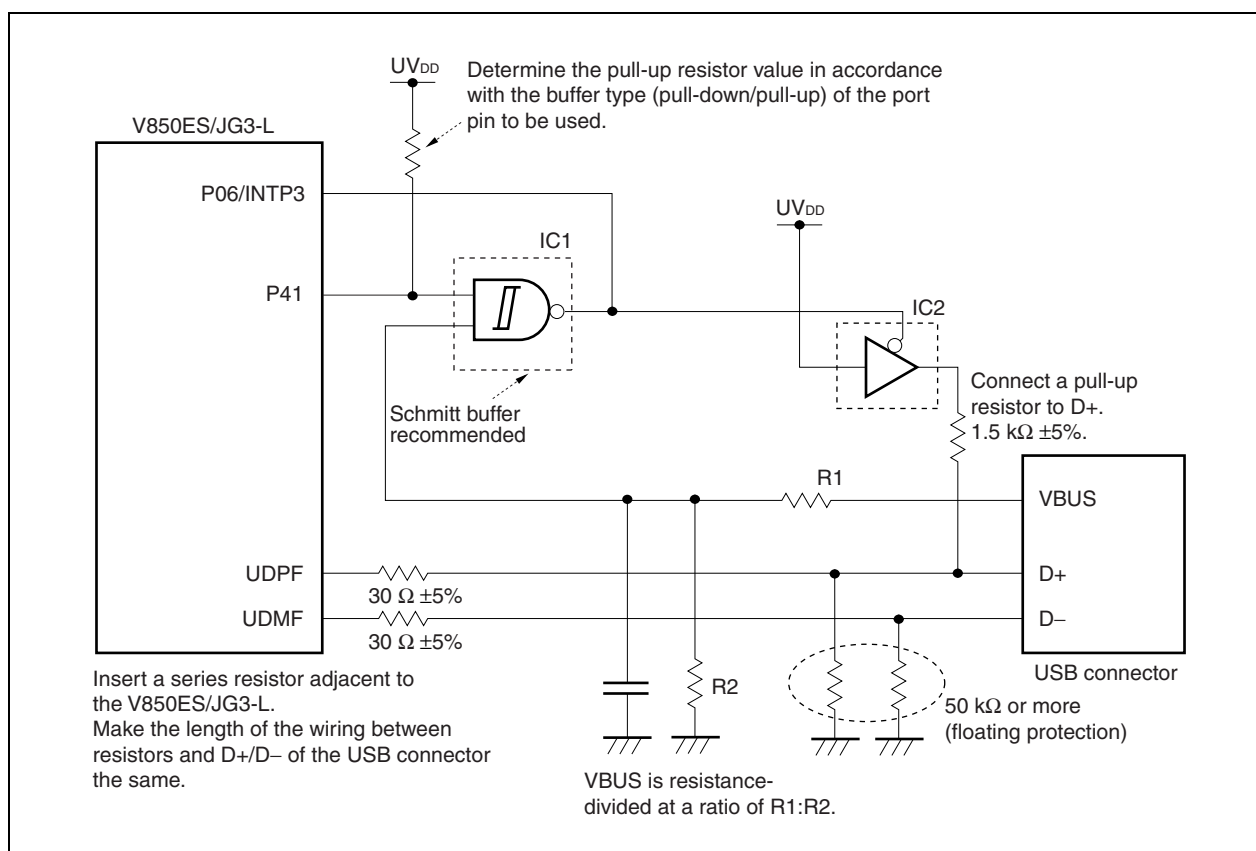 UVDD
Determine the pull-up resistor value in accordance
with the buffer type (pull-down/pull-up) of the port
pin to be used.
V850ES/JG3-L
P06/INTP3
UVDD
IC1
P41
IC2
Schmitt buffer
recommended
Connect a pull-up
resistor to D+.
1.5 kΩ ±5%.
R1
VBUS
UDPF
30 Ω ±5%
D+
UDMF
30 Ω ±5%
D−
R2
USB connector
Insert a series resistor adjacent to
the V850ES/JG3-L.
Make the length of the wiring between
resistors and D+/D− of the USB connector
the same.
50 kΩ or more
(floating protection)
VBUS is resistance-
divided at a ratio of R1:R2.